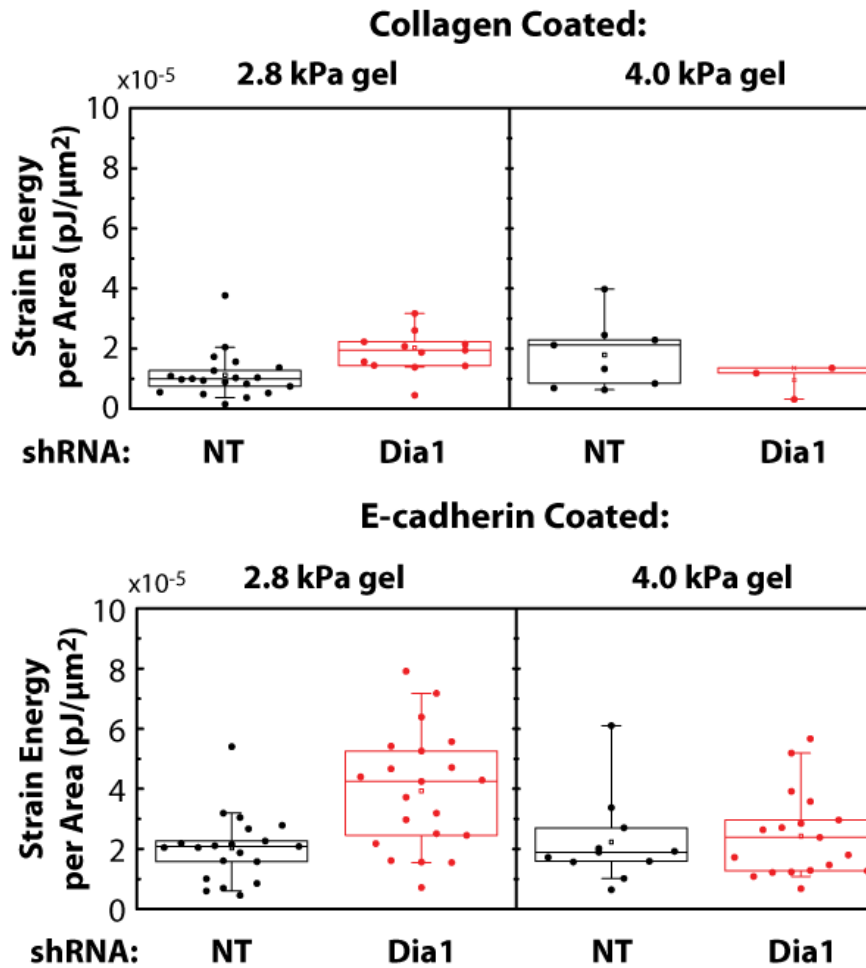 Collagen Coated:
x10-5 2.8 kPa gel 4.0 kPa gel
10
8
6
4
2
0
Strain Energy
per Area (pJ/μm²)
shRNA: NT Dia1 NT Dia1
E-cadherin Coated:
x10-5 2.8 kPa gel 4.0 kPa gel
10
8
6
4
2
0
Strain Energy
per Area (pJ/μm²)
shRNA: NT Dia1 NT Dia1